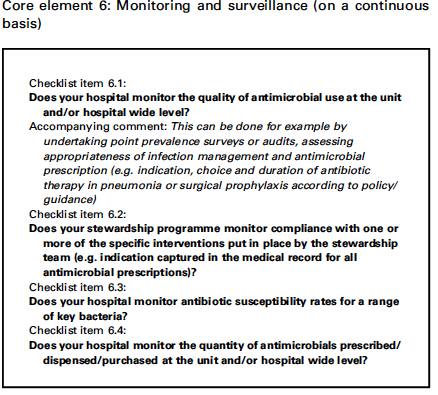 Core element 6: Monitoring and surveillance (on a continuous
basis)
Checklist item 6.1:
Does your hospital monitor the quality of antimicrobial use at the unit
and/or hospital wide level?
Accompanying comment: This can be done for example by
undertaking point prevalence surveys or audits, assessing
appropriateness of infection management and antimicrobial
prescription (e.g. indication, choice and duration of antibiotic
therapy in pneumonia or surgical prophylaxis according to policy/
guidance)
Checklist item 6.2:
Does your stewardship programme monitor compliance with one or
more of the specific interventions put in place by the stewardship
team (e.g. indication captured in the medical record for all
antimicrobial prescriptions)?
Checklist item 6.3:
Does your hospital monitor antibiotic susceptibility rates for a range
of key bacteria?
Checklist item 6.4:
Does your hospital monitor the quantity of antimicrobials prescribed/
dispensed/purchased at the unit and/or hospital wide level?